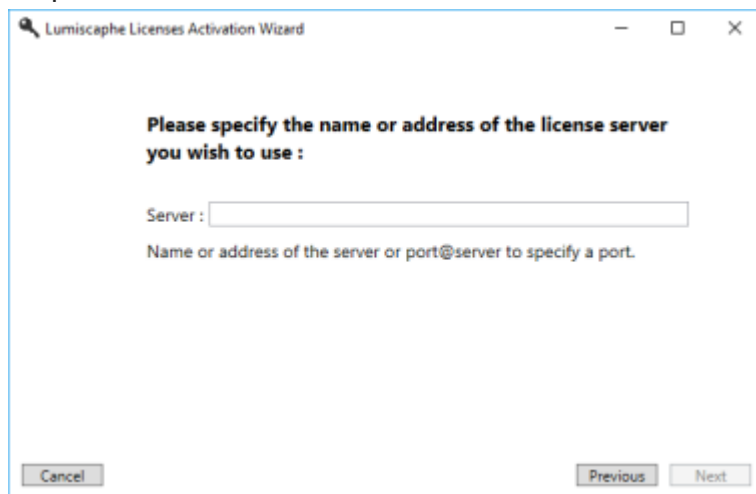 Lumiscaphe Licenses Activation Wizard
Please specify the name or address of the license server
you wish to use :
Server :
Name or address of the server or port@server to specify a port.
Cancel
Previous
Next